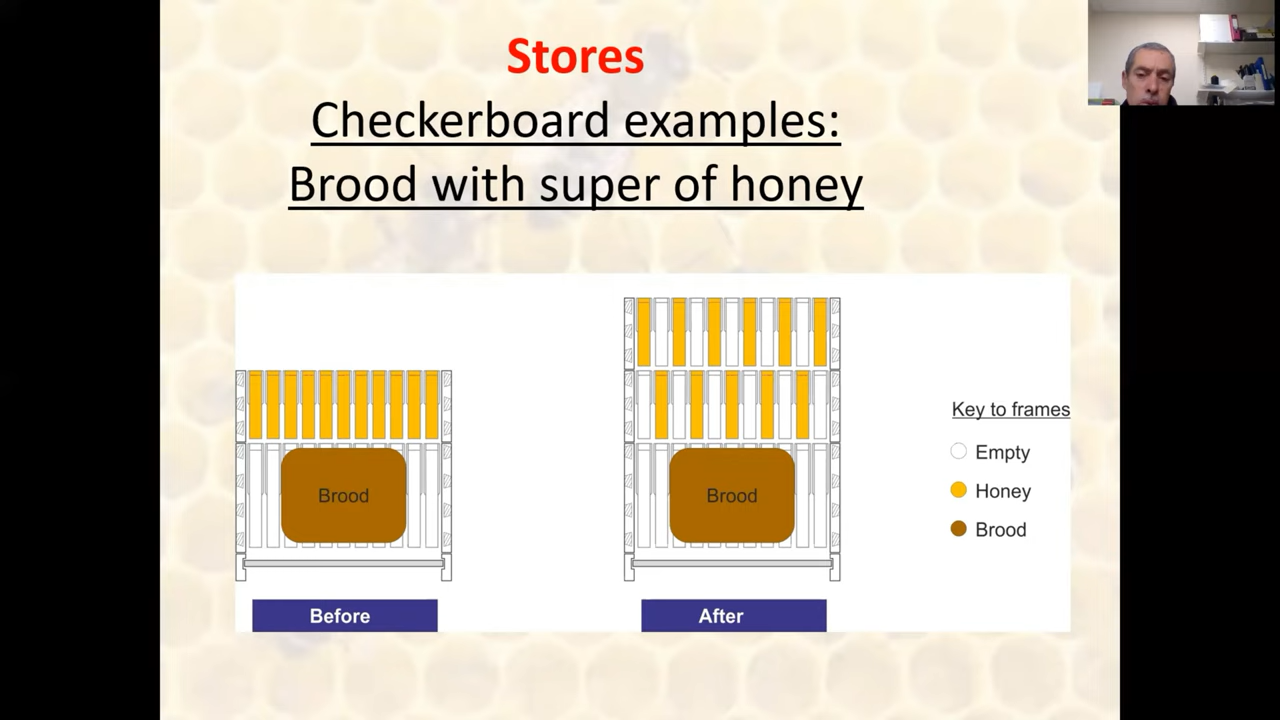 Stores
Checkerboard examples:
Brood with super of honey
Brood
Before
Brood
After
Key to frames
Empty
Honey
Brood